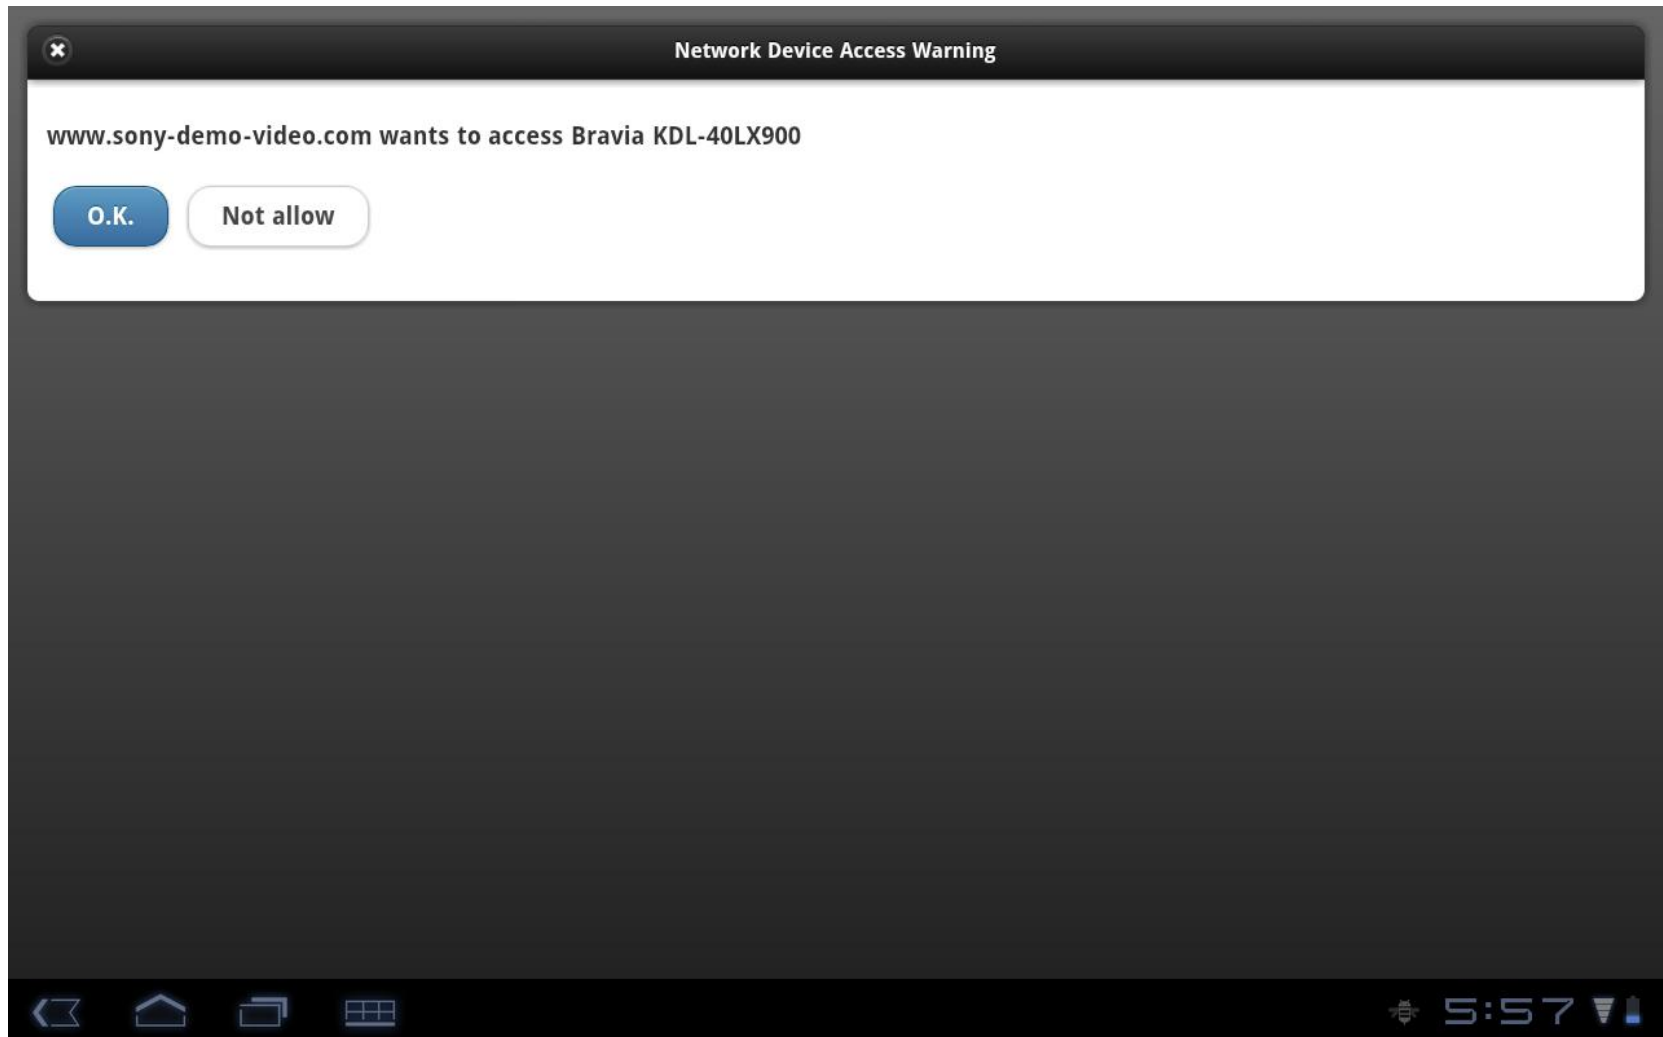 Network Device Access Warning
www.sony-demo-video.com wants to access Bravia KDL-40LX900
O.K. Not allow
5:57